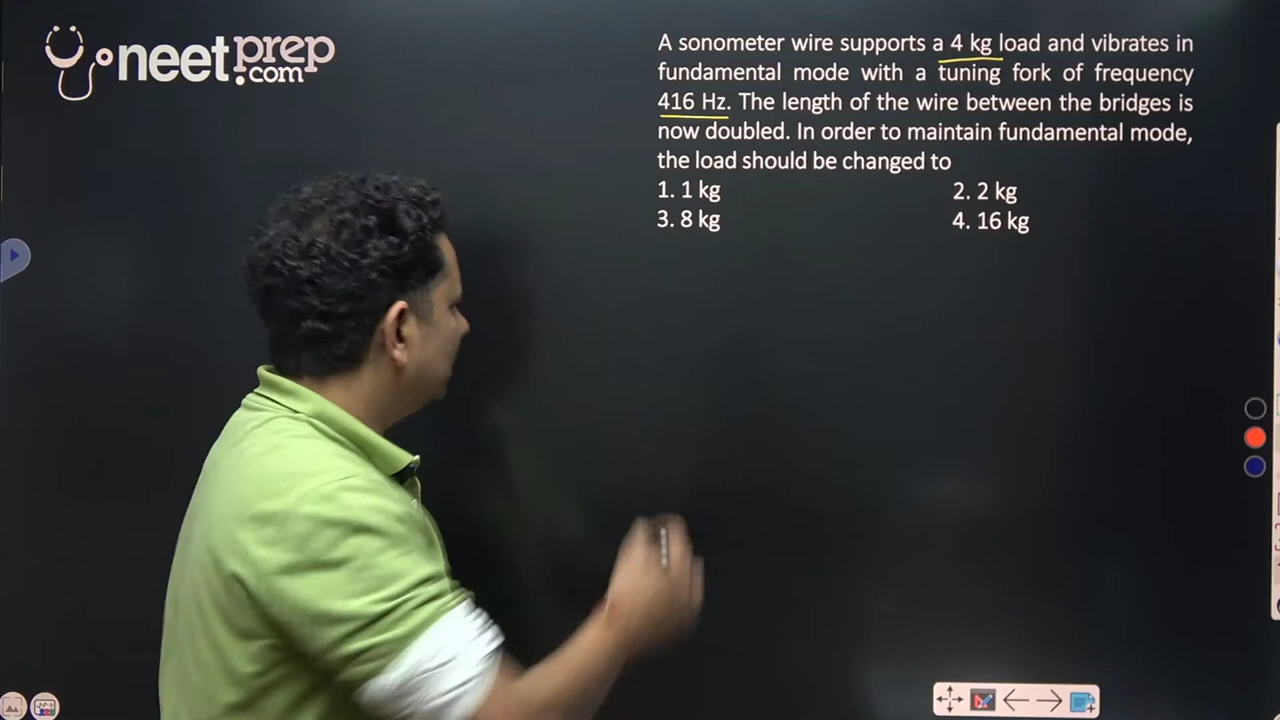 neetprep
.com
A sonometer wire supports a 4 kg load and vibrates in
fundamental mode with a tuning fork of frequency
416 Hz. The length of the wire between the bridges is
now doubled. In order to maintain fundamental mode,
the load should be changed to
1. 1 kg 2. 2 kg
3. 8 kg 4. 16 kg